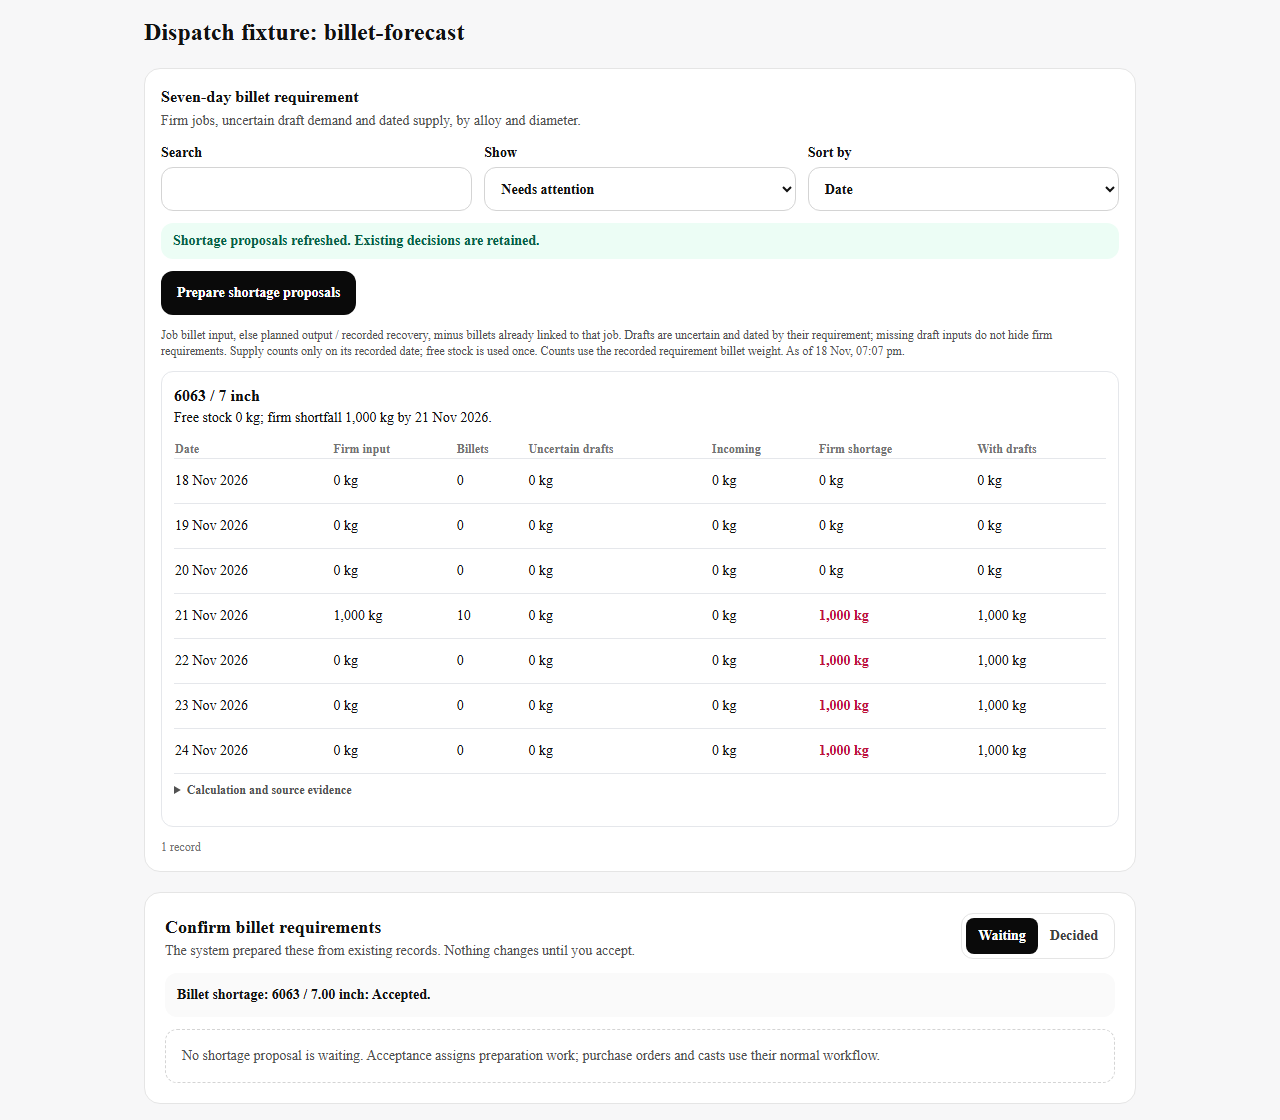 Dispatch fixture: billet-forecast
Seven-day billet requirement
Firm jobs, uncertain draft demand and dated supply, by alloy and diameter.
Search Show Sort by
Needs attention Date
Shortage proposals refreshed. Existing decisions are retained.
Prepare shortage proposals
Job billet input, else planned output / recorded recovery, minus billets already linked to that job. Drafts are uncertain and dated by their requirement; missing draft inputs do not hide firm
requirements. Supply counts only on its recorded date; free stock is used once. Counts use the recorded requirement billet weight. As of 18 Nov, 07:07 pm.
6063 / 7 inch
Free stock 0 kg; firm shortfall 1,000 kg by 21 Nov 2026.
Date Firm input Billets Uncertain drafts Incoming Firm shortage With drafts
18 Nov 2026 0 kg 0 0 kg 0 kg 0 kg 0 kg
19 Nov 2026 0 kg 0 0 kg 0 kg 0 kg 0 kg
20 Nov 2026 0 kg 0 0 kg 0 kg 0 kg 0 kg
21 Nov 2026 1,000 kg 10 0 kg 0 kg 1,000 kg 1,000 kg
22 Nov 2026 0 kg 0 0 kg 0 kg 1,000 kg 1,000 kg
23 Nov 2026 0 kg 0 0 kg 0 kg 1,000 kg 1,000 kg
24 Nov 2026 0 kg 0 0 kg 0 kg 1,000 kg 1,000 kg
Calculation and source evidence
1 record
Confirm billet requirements
The system prepared these from existing records. Nothing changes until you accept.
Waiting Decided
Billet shortage: 6063 / 7.00 inch: Accepted.
No shortage proposal is waiting. Acceptance assigns preparation work; purchase orders and casts use their normal workflow.